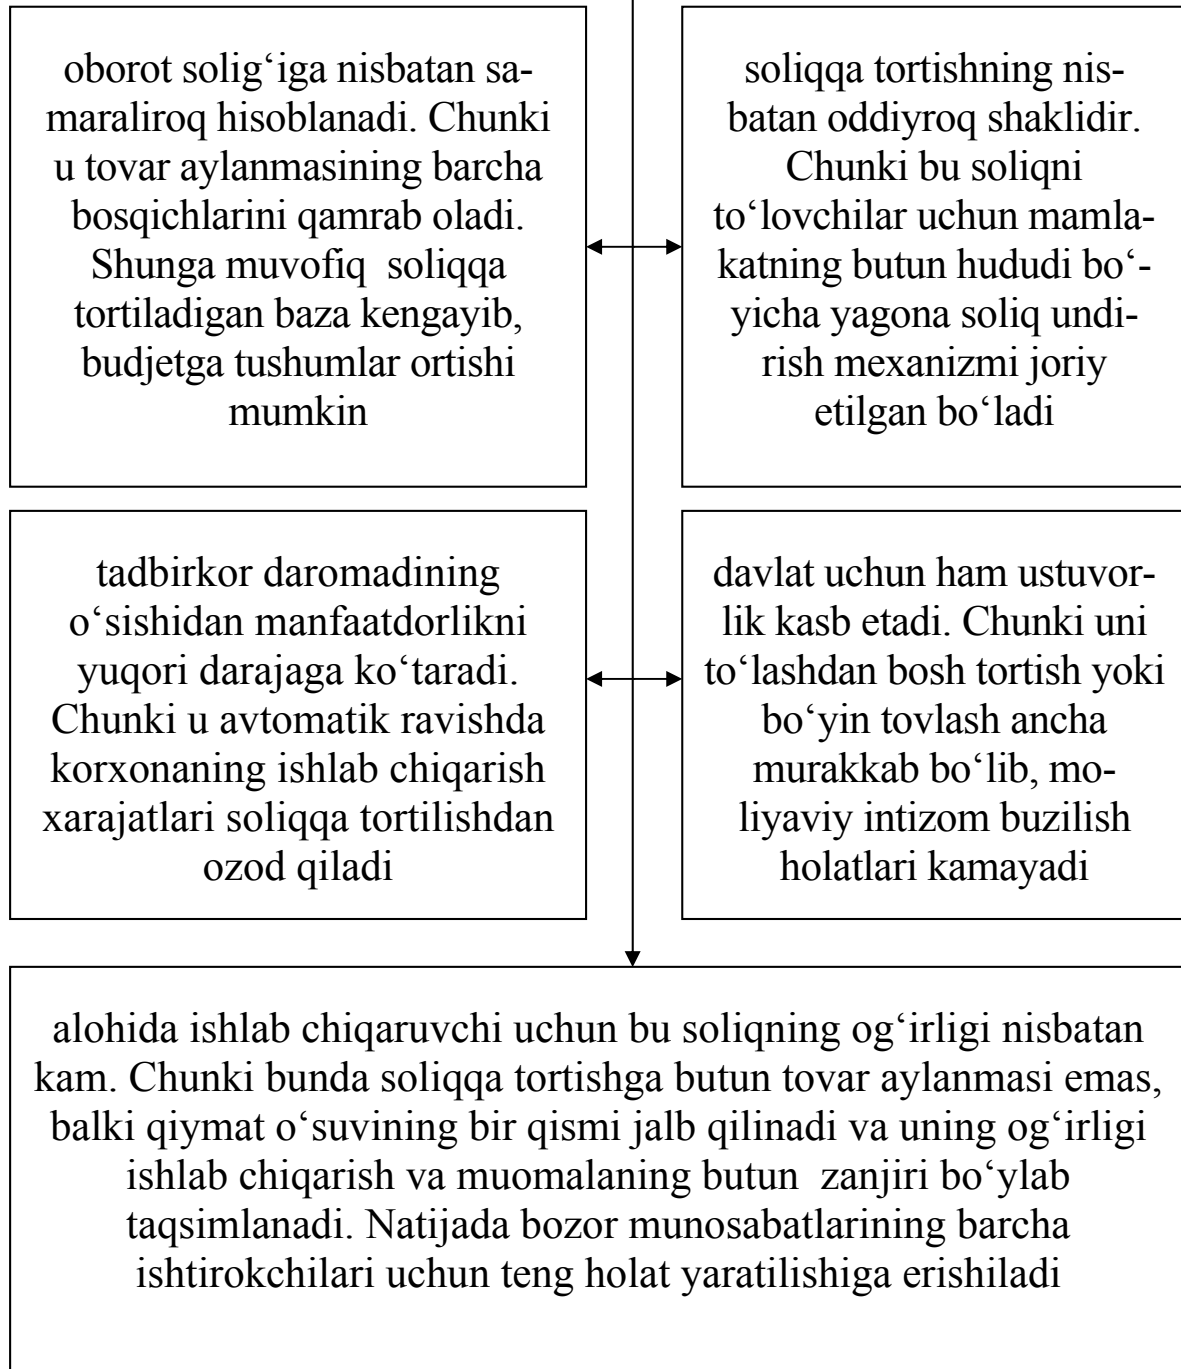 oborot solig‘iga nisbatan sa-
maraliroq hisoblanadi. Chunki
u tovar aylanmasining barcha
bosqichlarini qamrab oladi.
Shunga muvofiq soliqqa
tortiladigan baza kengayib,
budjetga tushumlar ortishi
mumkin
soliqqa tortishning nis-
batan oddiyroq shaklidir.
Chunki bu soliqni
to‘lovchilar uchun mamla-
katning butun hududi bo‘-
yicha yagona soliq undi-
rish mexanizmi joriy
etilgan bo‘ladi
tadbirkor daromadining
o‘sishidan manfaatdorlikni
yuqori darajaga ko‘taradi.
Chunki u avtomatik ravishda
korxonaning ishlab chiqarish
xarajatlari soliqqa tortilishdan
ozod qiladi
davlat uchun ham ustuvor-
lik kasb etadi. Chunki uni
to‘lashdan bosh tortish yoki
bo‘yin tovlash ancha
murakkab bo‘lib, mo-
liyaviy intizom buzilish
holatlari kamayadi
alohida ishlab chiqaruvchi uchun bu soliqning og‘irligi nisbatan
kam. Chunki bunda soliqqa tortishga butun tovar aylanmasi emas,
balki qiymat o‘suvining bir qismi jalb qilinadi va uning og‘irligi
ishlab chiqarish va muomalaning butun zanjiri bo‘ylab
taqsimlanadi. Natijada bozor munosabatlarining barcha
ishtirokchilari uchun teng holat yaratilishiga erishiladi